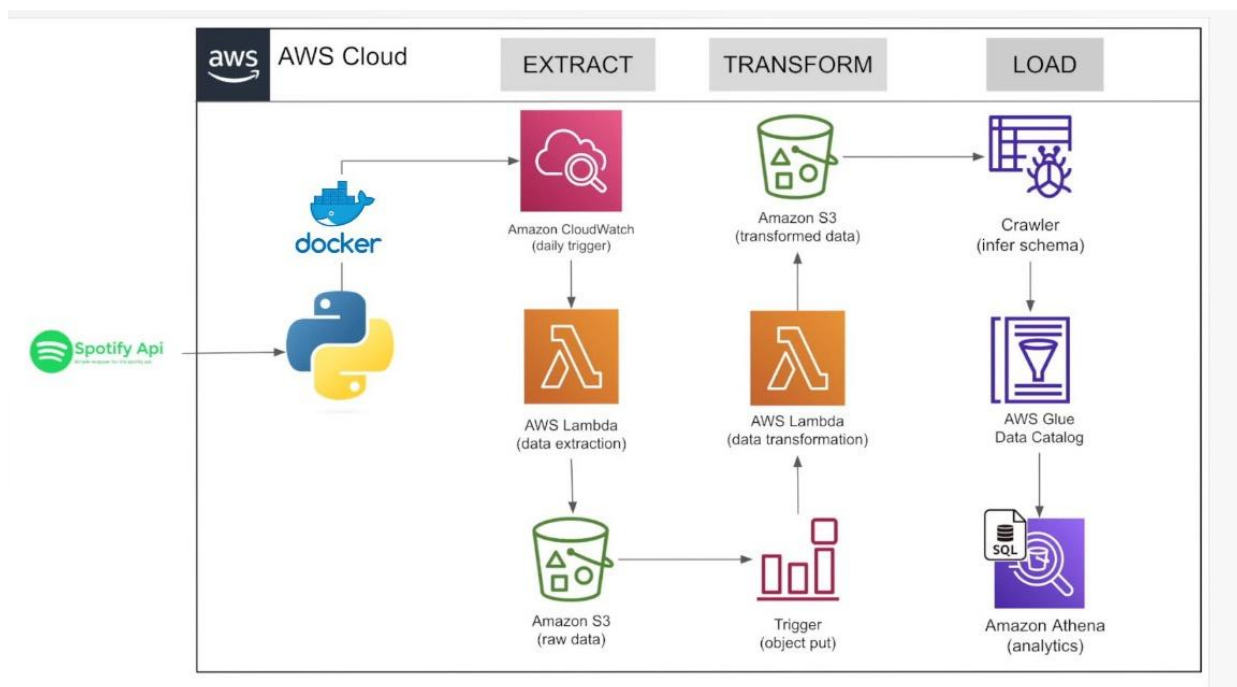 aws
AWS Cloud
EXTRACT
TRANSFORM
LOAD
docker
Spotify Api
Amazon CloudWatch
(daily trigger)
AWS Lambda
(data extraction)
Amazon S3
(raw data)
Amazon S3
(transformed data)
AWS Lambda
(data transformation)
Trigger
(object put)
Crawler
(infer schema)
AWS Glue
Data Catalog
SQL
Amazon Athena
(analytics)